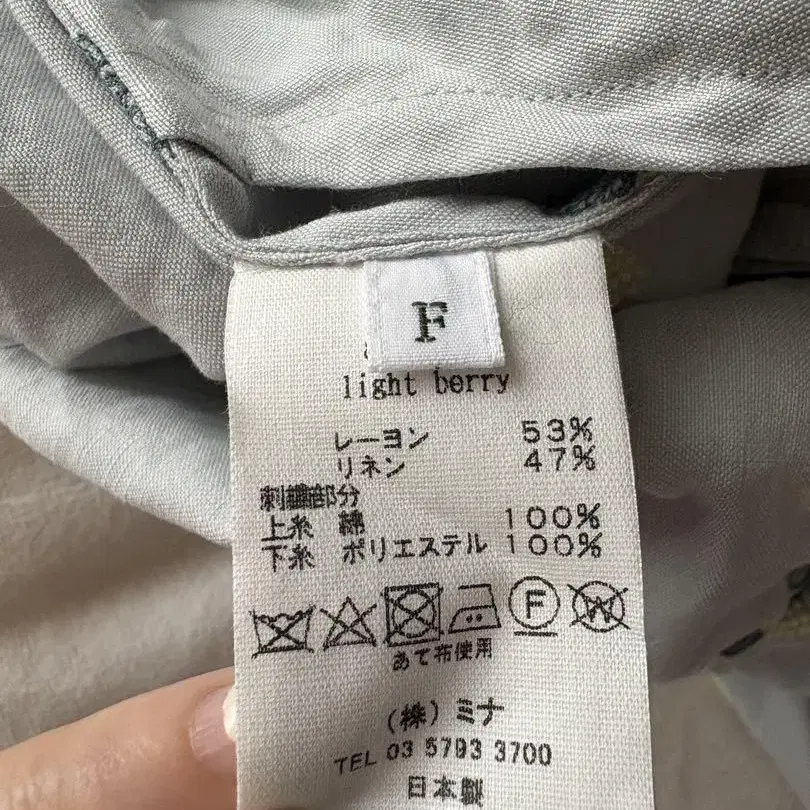 F
light berry
レーヨン 53%
リネン 47%
刺繍部分
上糸 綿 100%
下糸 ポリエステル 100%
F W
あて布使用
(株)ミナ
TEL 03 5793 3700
日本製